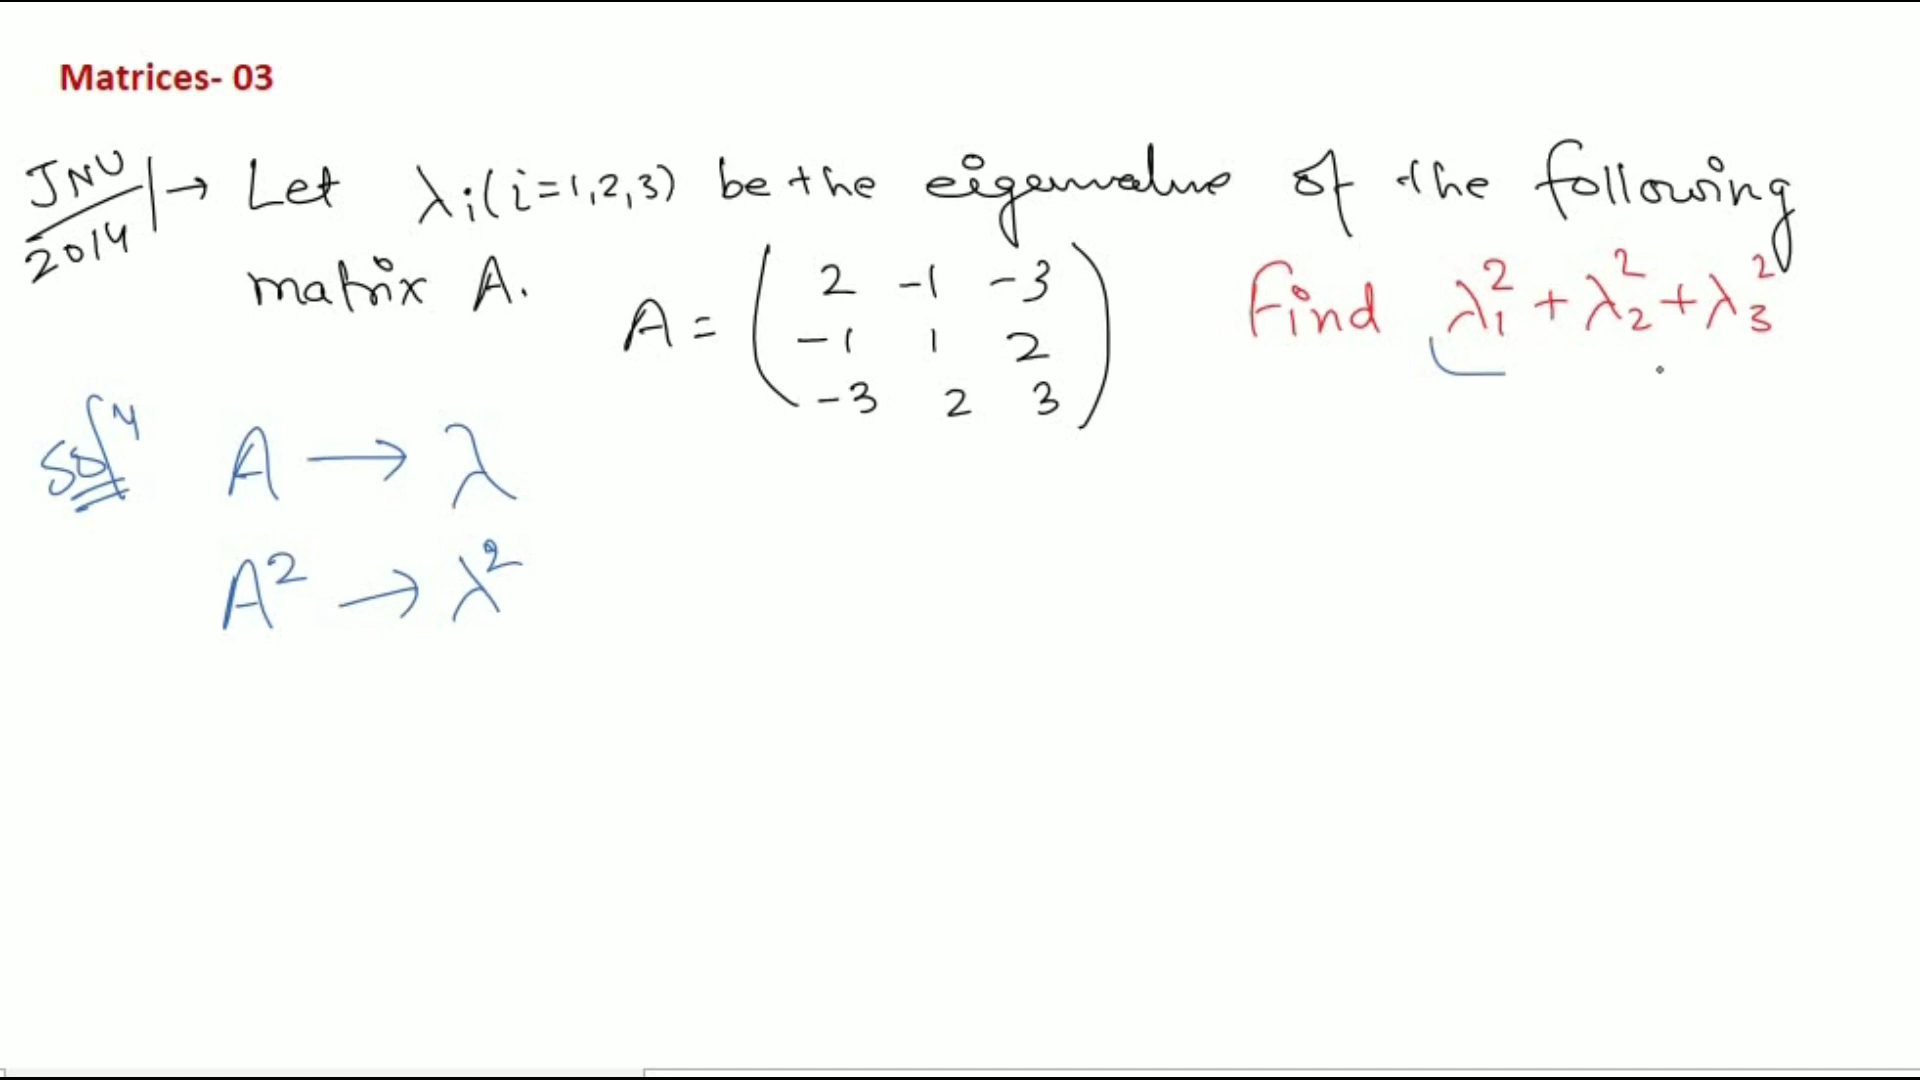 Matrices- 03
JNU/2014 → Let λi(i=1,2,3) be the eigenvalue of the following
matrix A. A = ( 2 -1 -3
-1 1 2
-3 2 3 ) Find λ1² + λ2² + λ3²
Solⁿ A → λ
A² → λ²